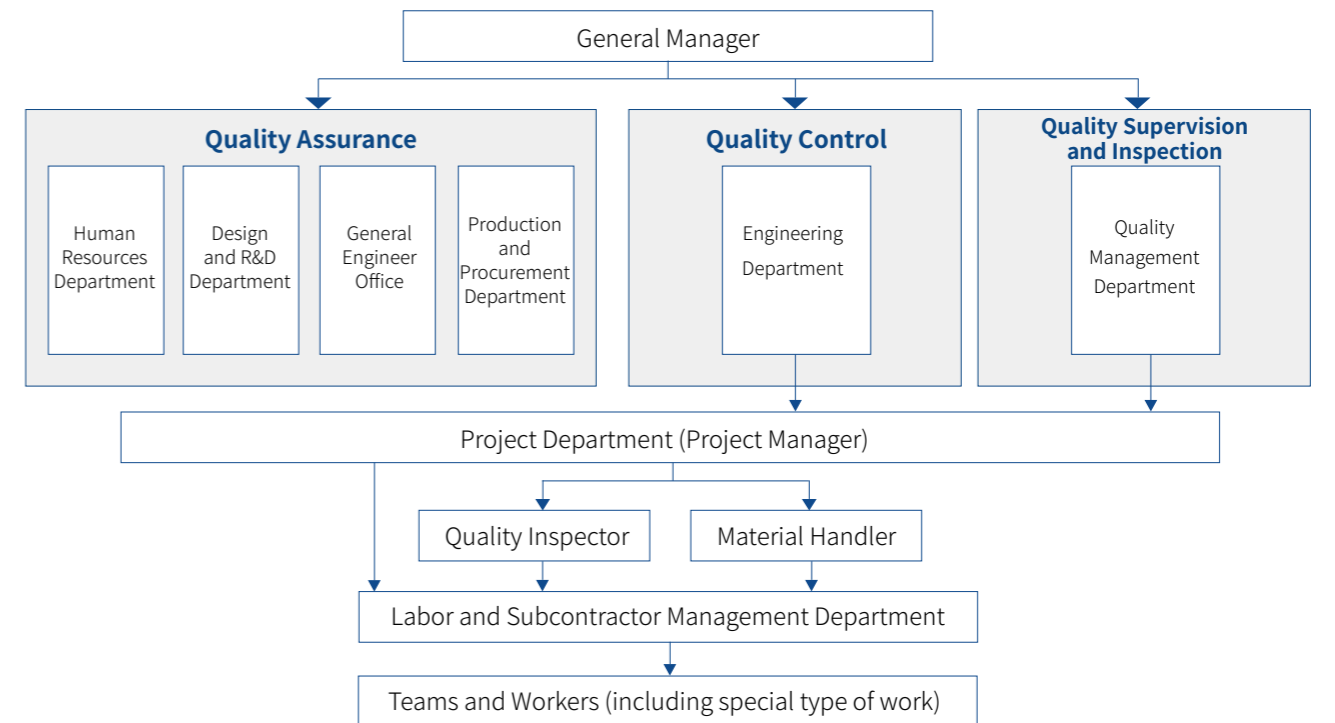 General Manager
Quality Assurance
Human
Resources
Department
Design
and R&D
Department
General
Engineer
Office
Production
and
Procurement
Department
Quality Control
Engineering
Department
Quality Supervision
and Inspection
Quality
Management
Department
Project Department (Project Manager)
Quality Inspector
Material Handler
Labor and Subcontractor Management Department
Teams and Workers (including special type of work)